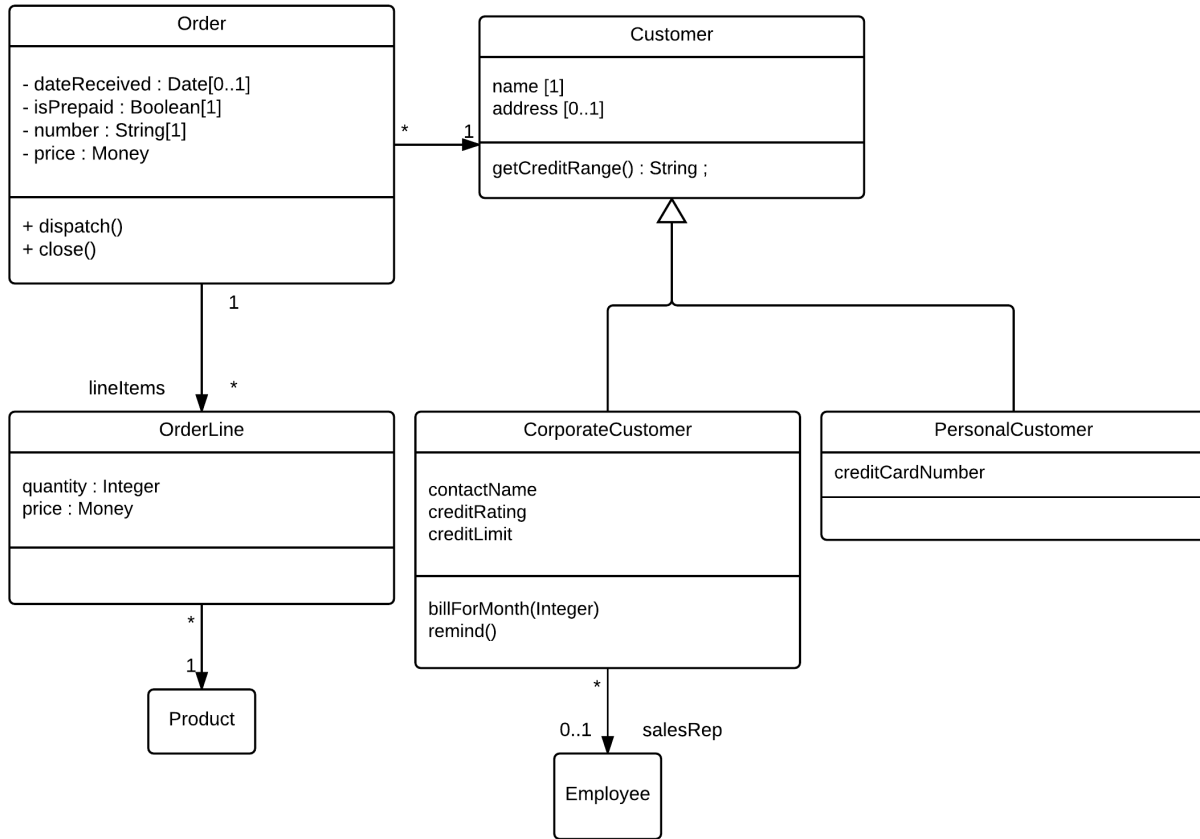 Order
- dateReceived : Date[0..1]
- isPrepaid : Boolean[1]
- number : String[1]
- price : Money
+ dispatch()
+ close()
* 1
Customer
name [1]
address [0..1]
getCreditRange() : String ;
1
lineItems *
OrderLine
quantity : Integer
price : Money
*
1
Product
CorporateCustomer
contactName
creditRating
creditLimit
billForMonth(Integer)
remind()
*
0..1 salesRep
Employee
PersonalCustomer
creditCardNumber